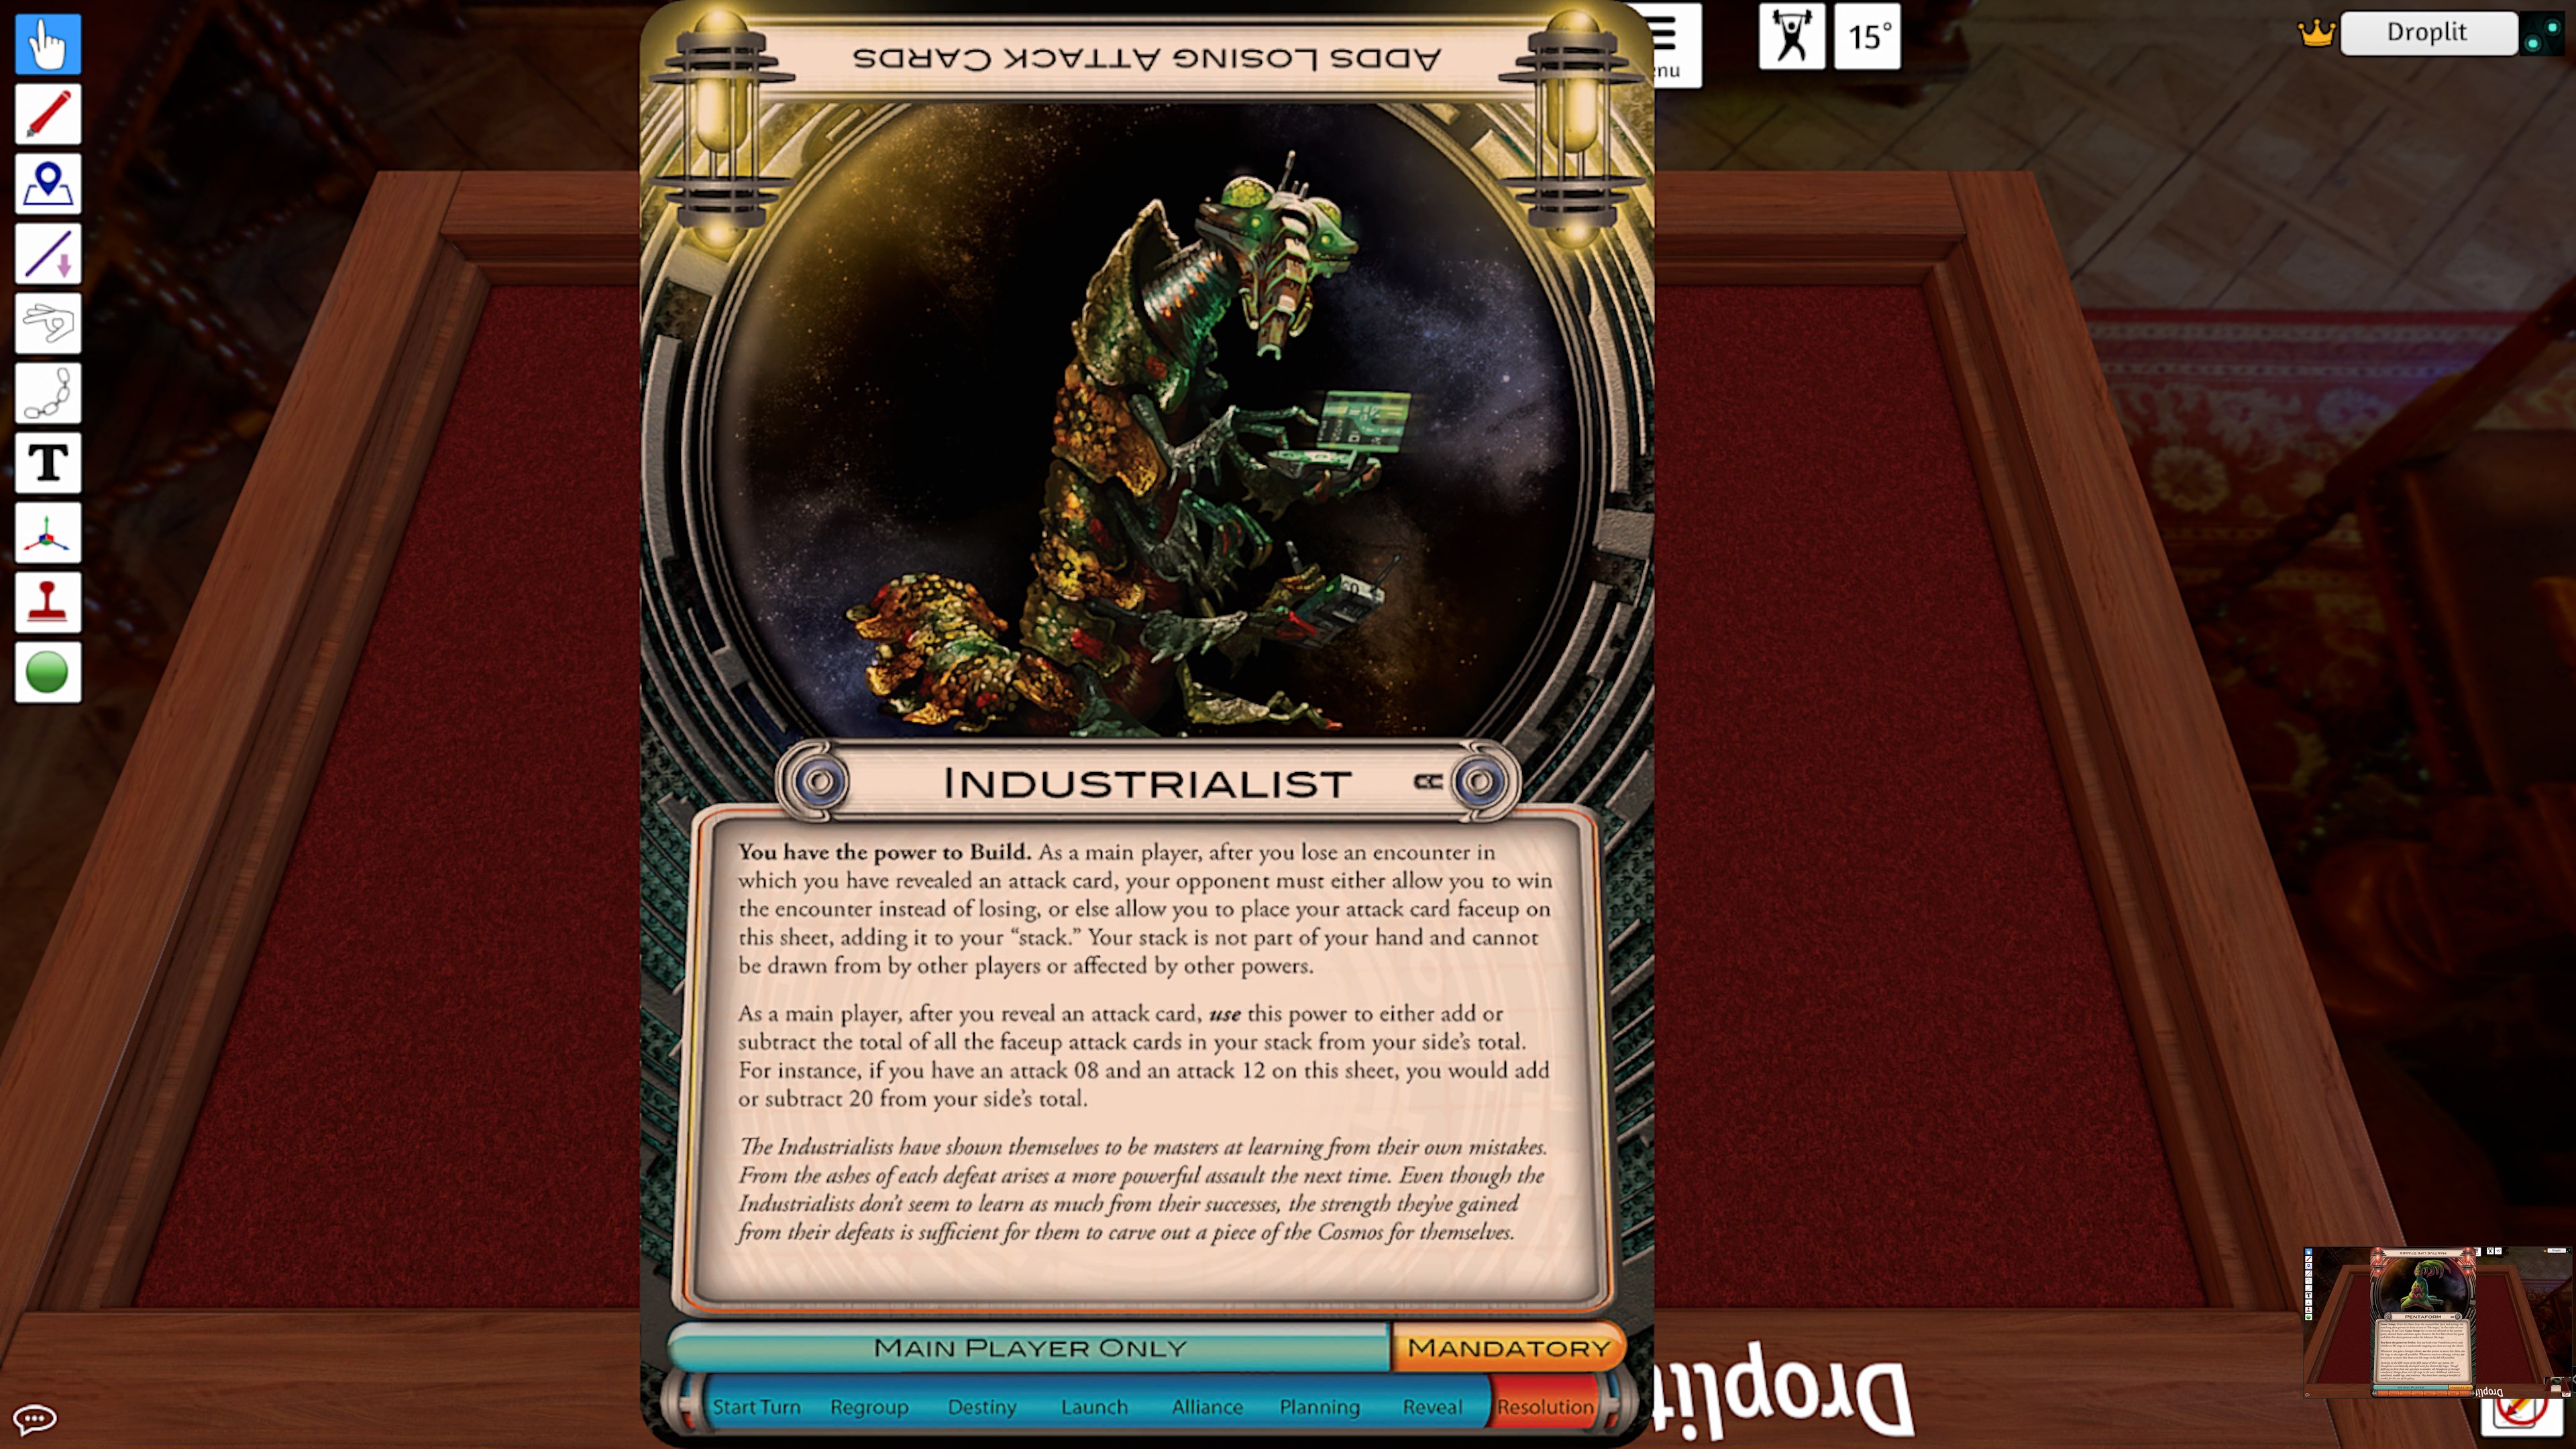 T
nu
15°
Droplit
ADDS LOSING ATTACK CARDS
INDUSTRIALIST
You have the power to Build. As a main player, after you lose an encounter in
which you have revealed an attack card, your opponent must either allow you to win
the encounter instead of losing, or else allow you to place your attack card faceup on
this sheet, adding it to your “stack.” Your stack is not part of your hand and cannot
be drawn from by other players or affected by other powers.
As a main player, after you reveal an attack card, use this power to either add or
subtract the total of all the faceup attack cards in your stack from your side’s total.
For instance, if you have an attack 08 and an attack 12 on this sheet, you would add
or subtract 20 from your side’s total.
The Industrialists have shown themselves to be masters at learning from their own mistakes.
From the ashes of each defeat arises a more powerful assault the next time. Even though the
Industrialists don’t seem to learn as much from their successes, the strength they’ve gained
from their defeats is sufficient for them to carve out a piece of the Cosmos for themselves.
MAIN PLAYER ONLY
MANDATORY
Start Turn Regroup Destiny Launch Alliance Planning Reveal Resolution
Droplit
PENTAFORM